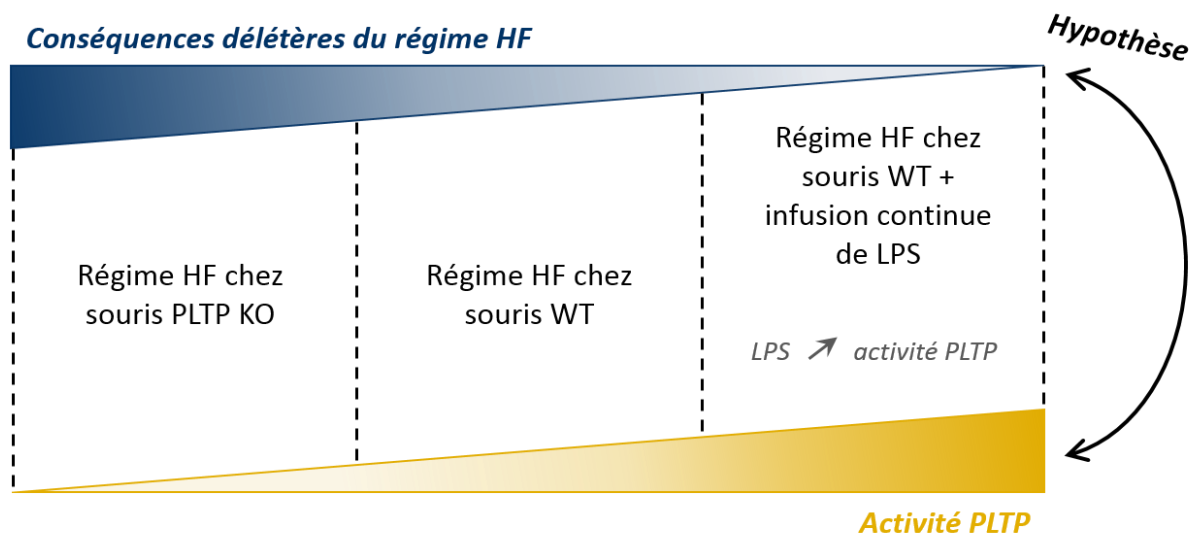 Conséquences délétères du régime HF
Hypothèse
Régime HF chez
souris PLTP KO
Régime HF chez
souris WT
Régime HF chez
souris WT +
infusion continue
de LPS
LPS ↗ activité PLTP
Activité PLTP